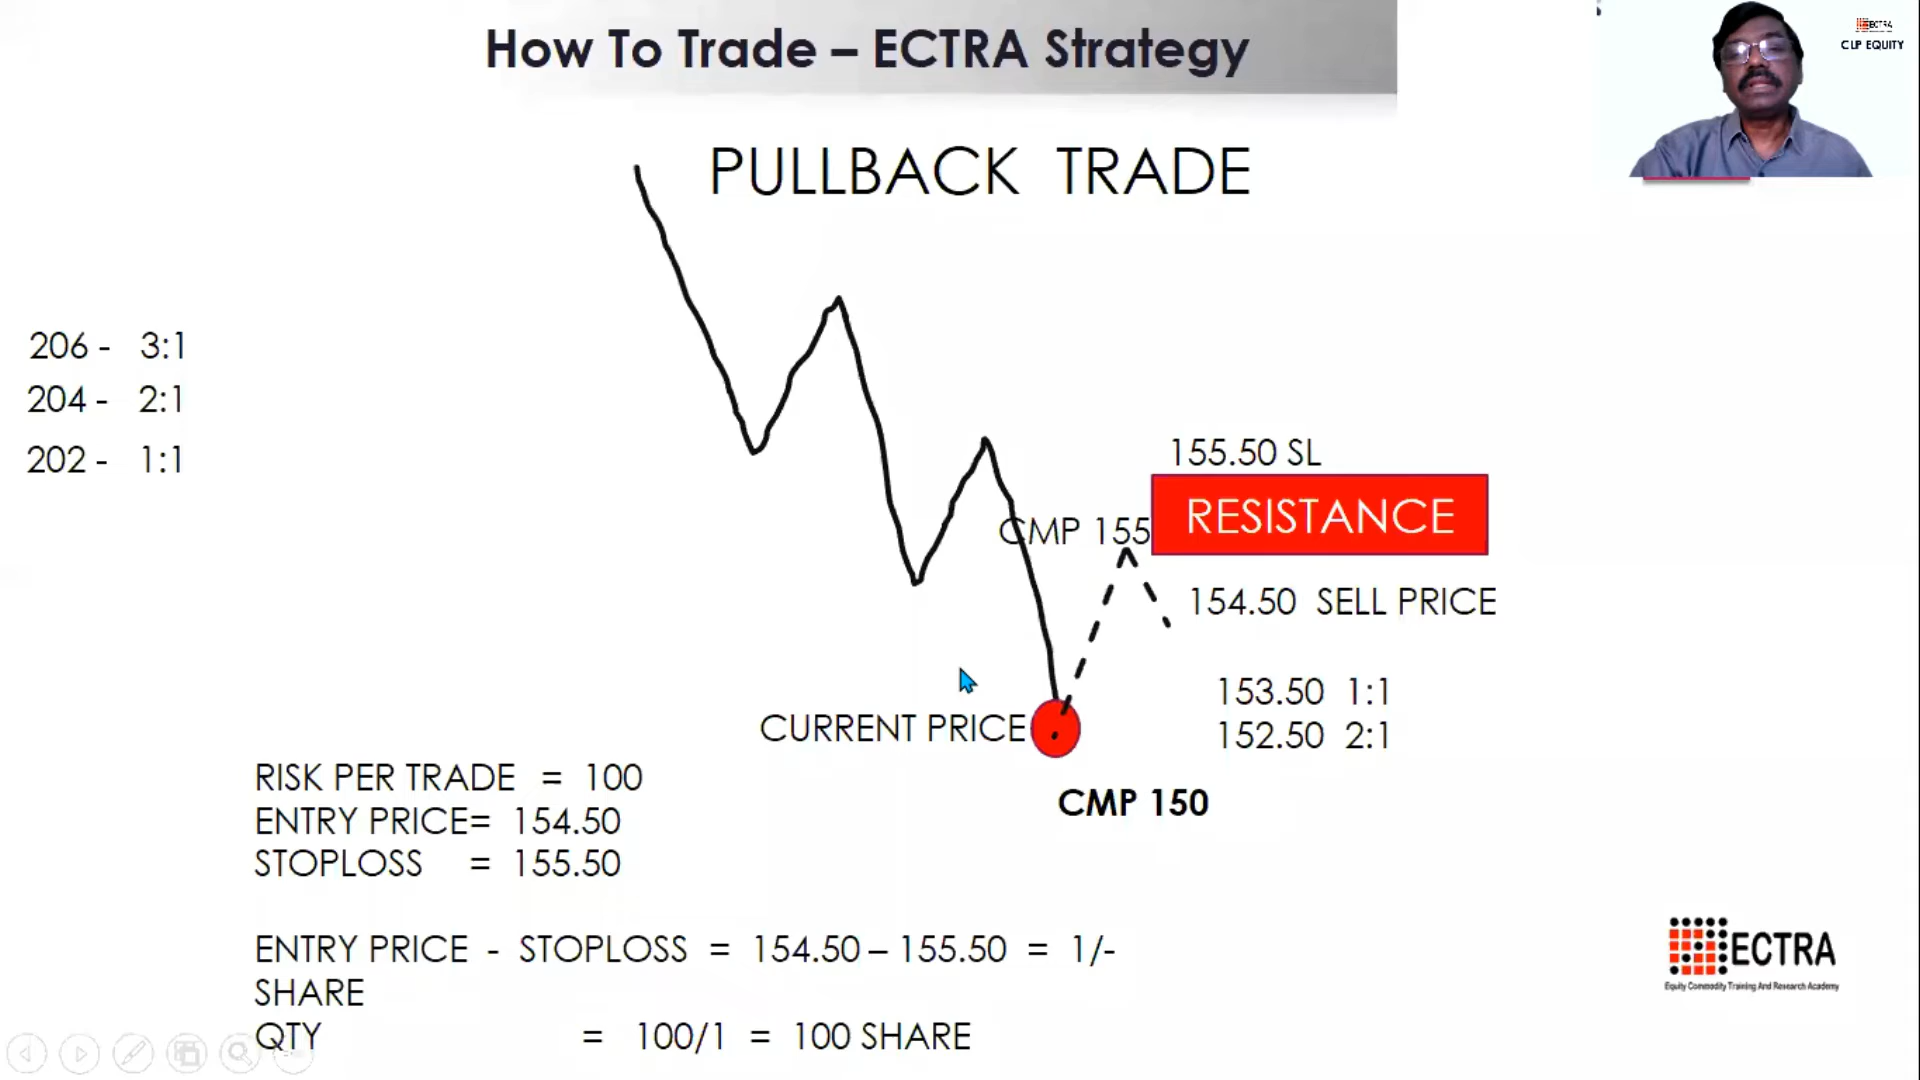 How To Trade – ECTRA Strategy
ECTRA
CLP EQUITY
PULLBACK TRADE
206 - 3:1
204 - 2:1
202 - 1:1
155.50 SL
CMP 155
RESISTANCE
154.50 SELL PRICE
153.50 1:1
152.50 2:1
CURRENT PRICE
CMP 150
RISK PER TRADE = 100
ENTRY PRICE= 154.50
STOPLOSS = 155.50
ENTRY PRICE - STOPLOSS = 154.50 – 155.50 = 1/-
SHARE
QTY = 100/1 = 100 SHARE
ECTRA
Equity Commodity Training And Research Academy